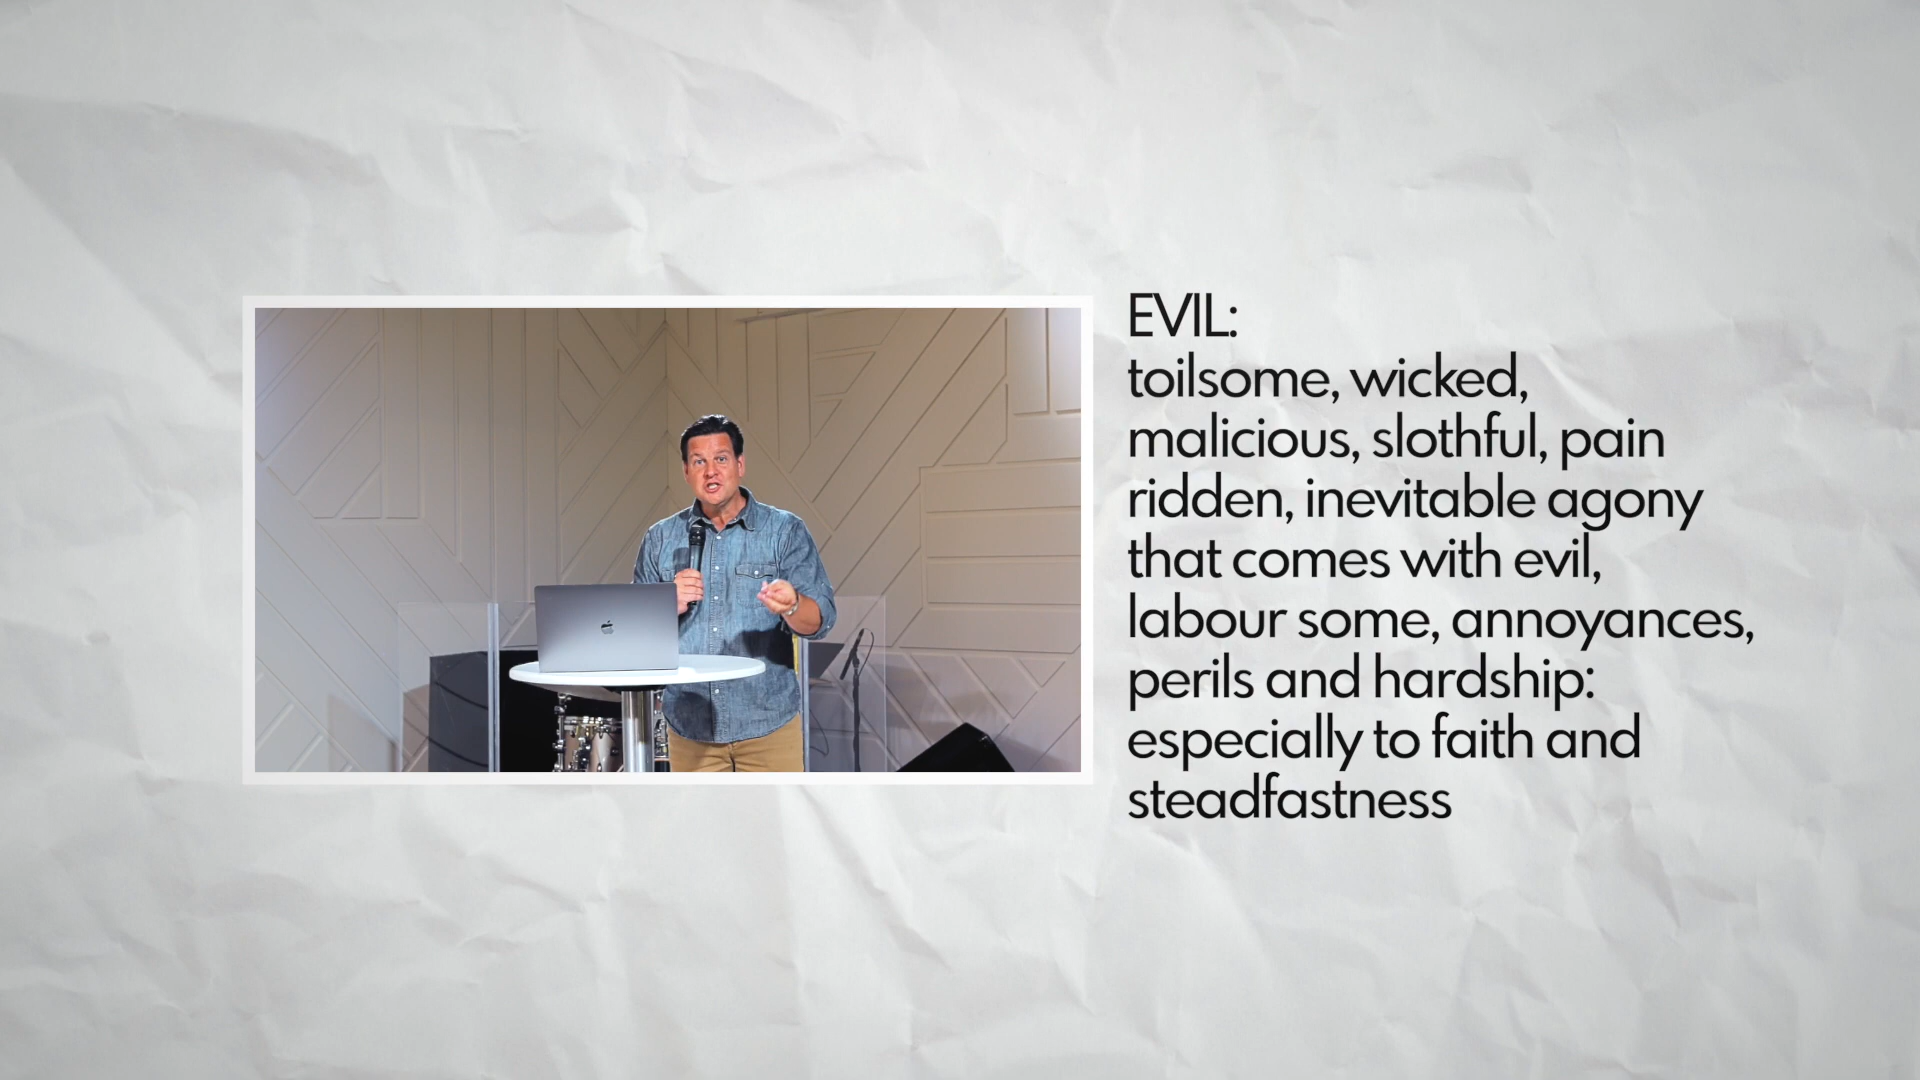 EVIL:
toilsome, wicked,
malicious, slothful, pain
ridden, inevitable agony
that comes with evil,
labour some, annoyances,
perils and hardship:
especially to faith and
steadfastness